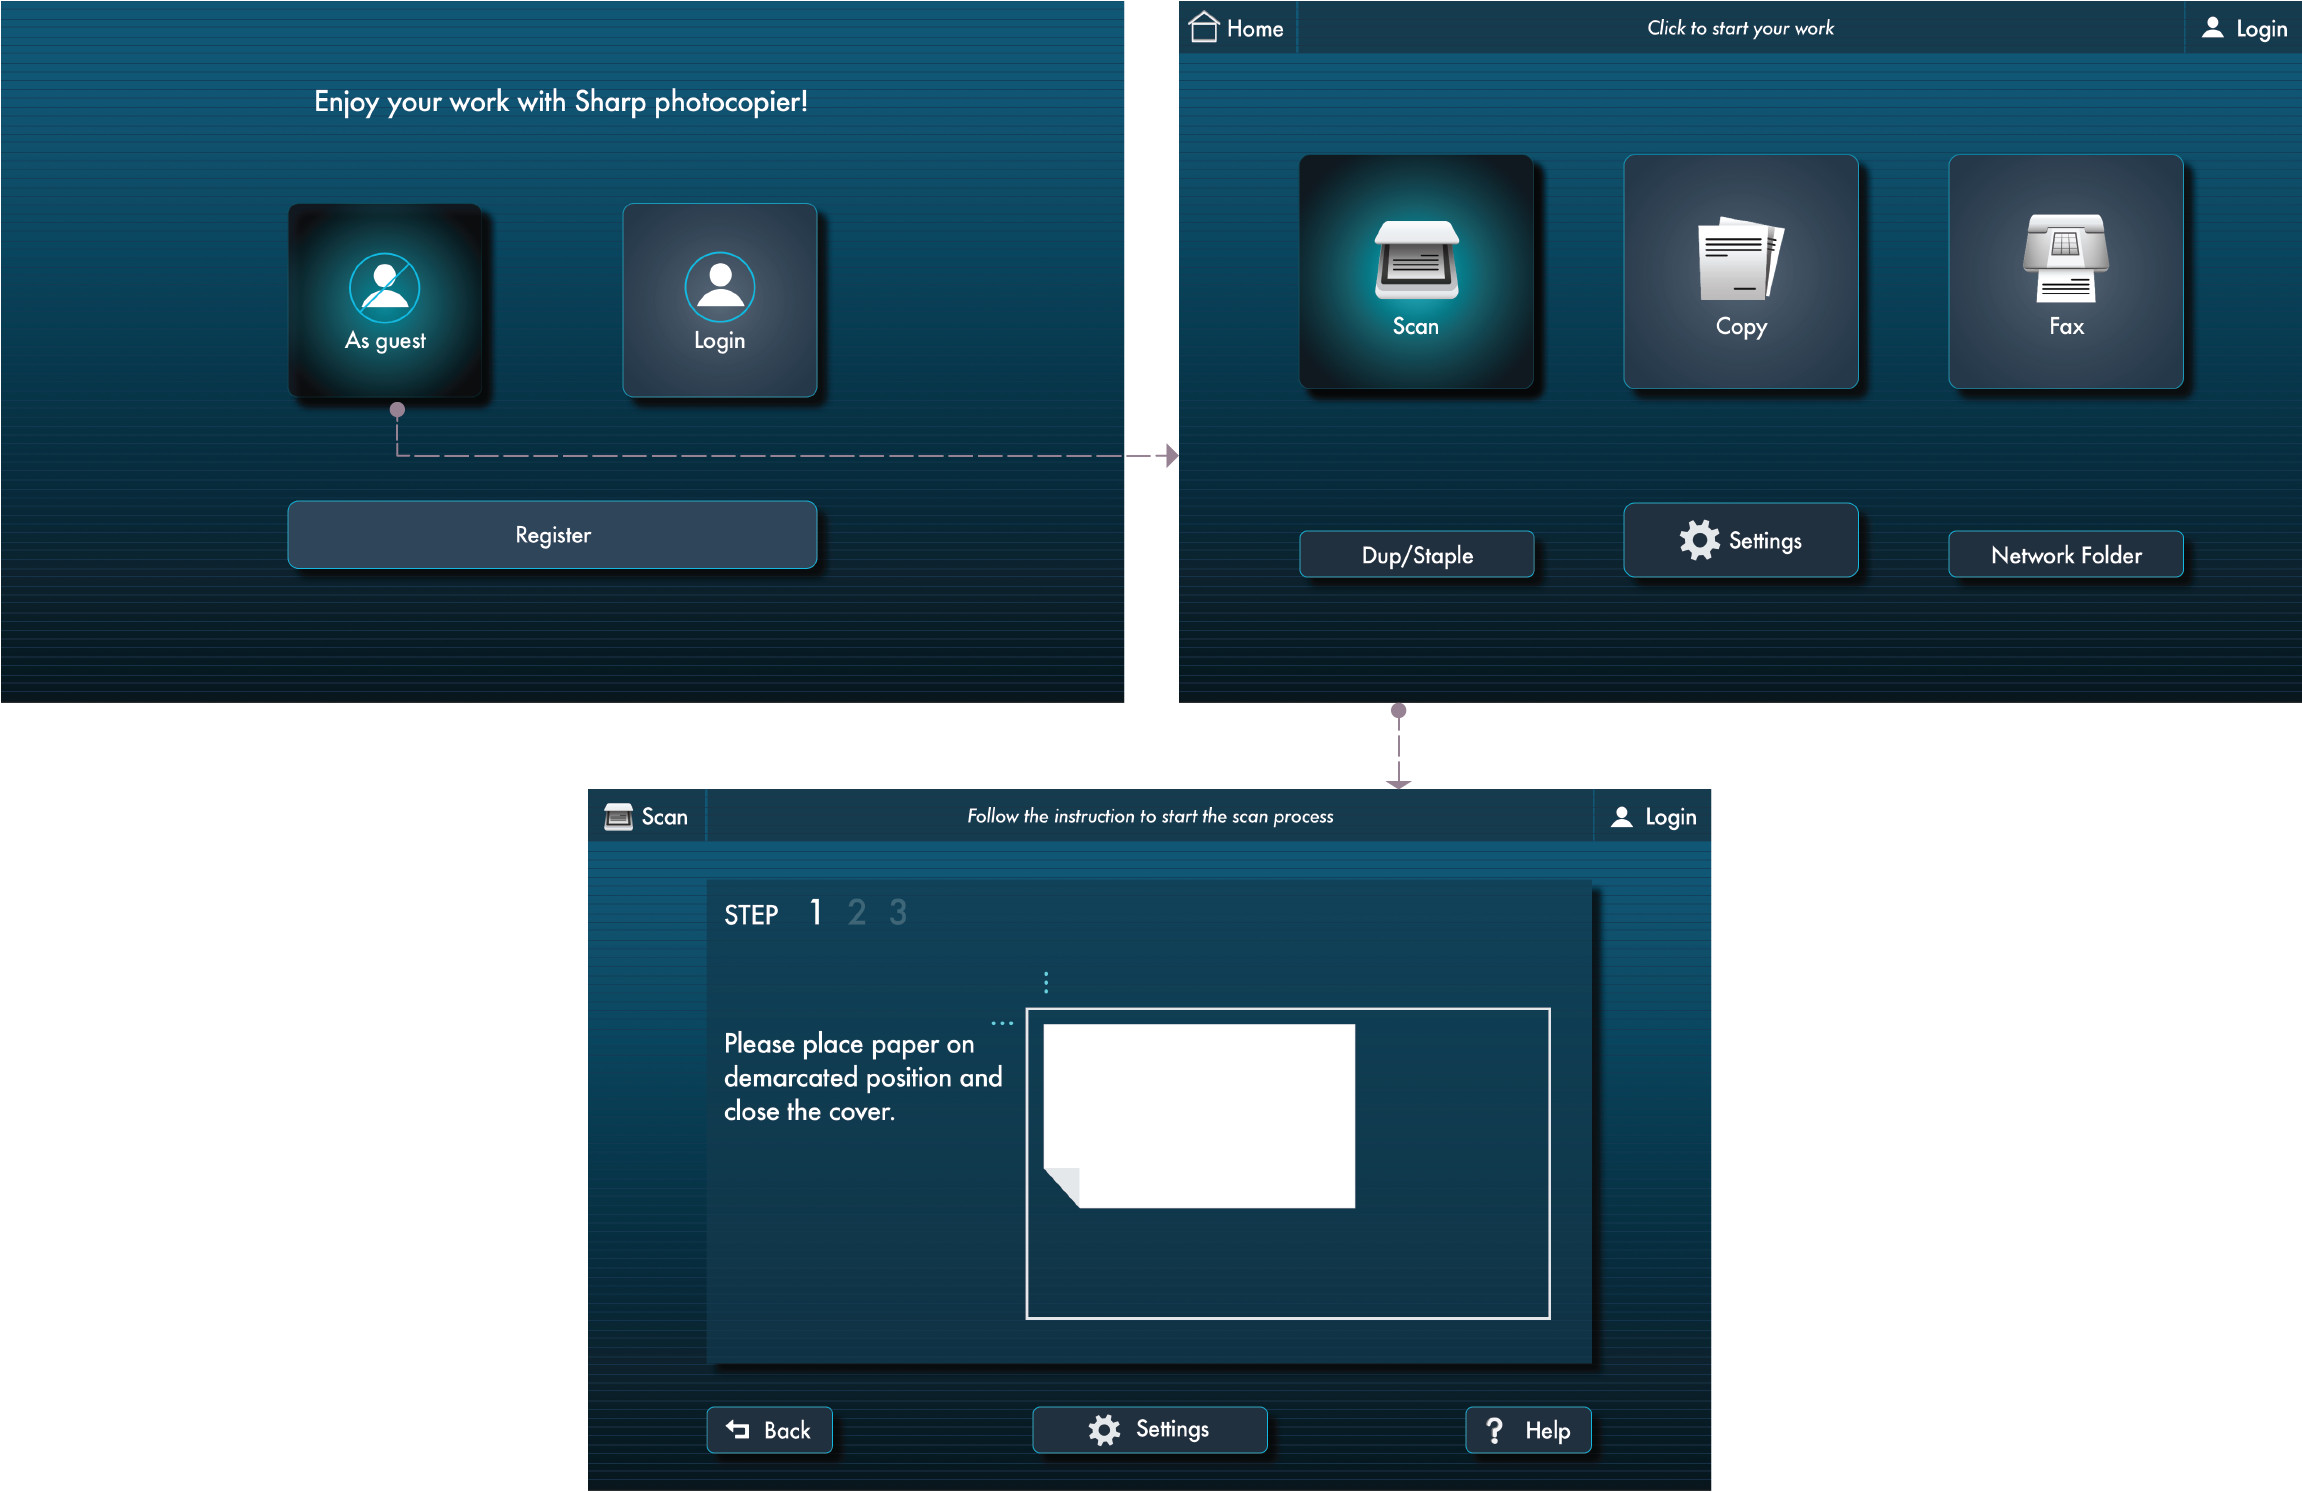 Enjoy your work with Sharp photocopier!
As guest
Login
Register
Home
Click to start your work
Login
Scan
Copy
Fax
Dup/Staple
Settings
Network Folder
Scan
Follow the instruction to start the scan process
Login
STEP 1 2 3
Please place paper on
demarcated position and
close the cover.
Back
Settings
? Help